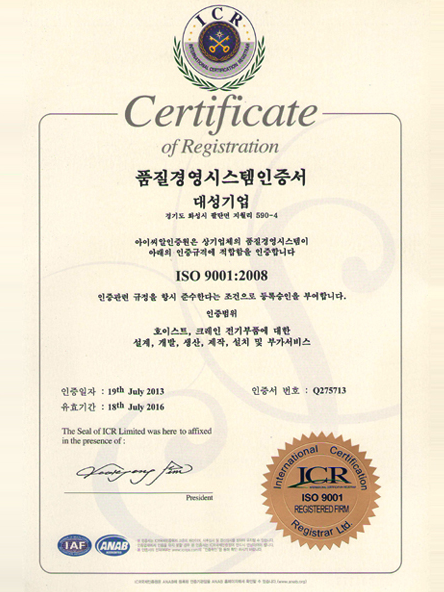 ICR
INTERNATIONAL CERTIFICATION REGISTRAR
Certificate
of Registration
품질경영시스템인증서
대성기업
경기도 화성시 팔탄면 지월리 590-4
아이씨알인증원은 상기업체의 품질경영시스템이
아래의 인증규격에 적합함을 인증합니다
ISO 9001:2008
인증관련 규정을 항시 준수한다는 조건으로 등록승인을 부여합니다.
인증범위
호이스트, 크레인 전기부품에 대한
설계, 개발, 생산, 제작, 설치 및 부가서비스
인증일자 : 19th July 2013
인증서 번호 : Q275713
유효기간 : 18th July 2016
The Seal of ICR Limited was here to affixed
in the presence of :
President
International Certification
ICR
ISO 9001
REGISTERED FIRM
Registrar Ltd.
IAF
ANAB